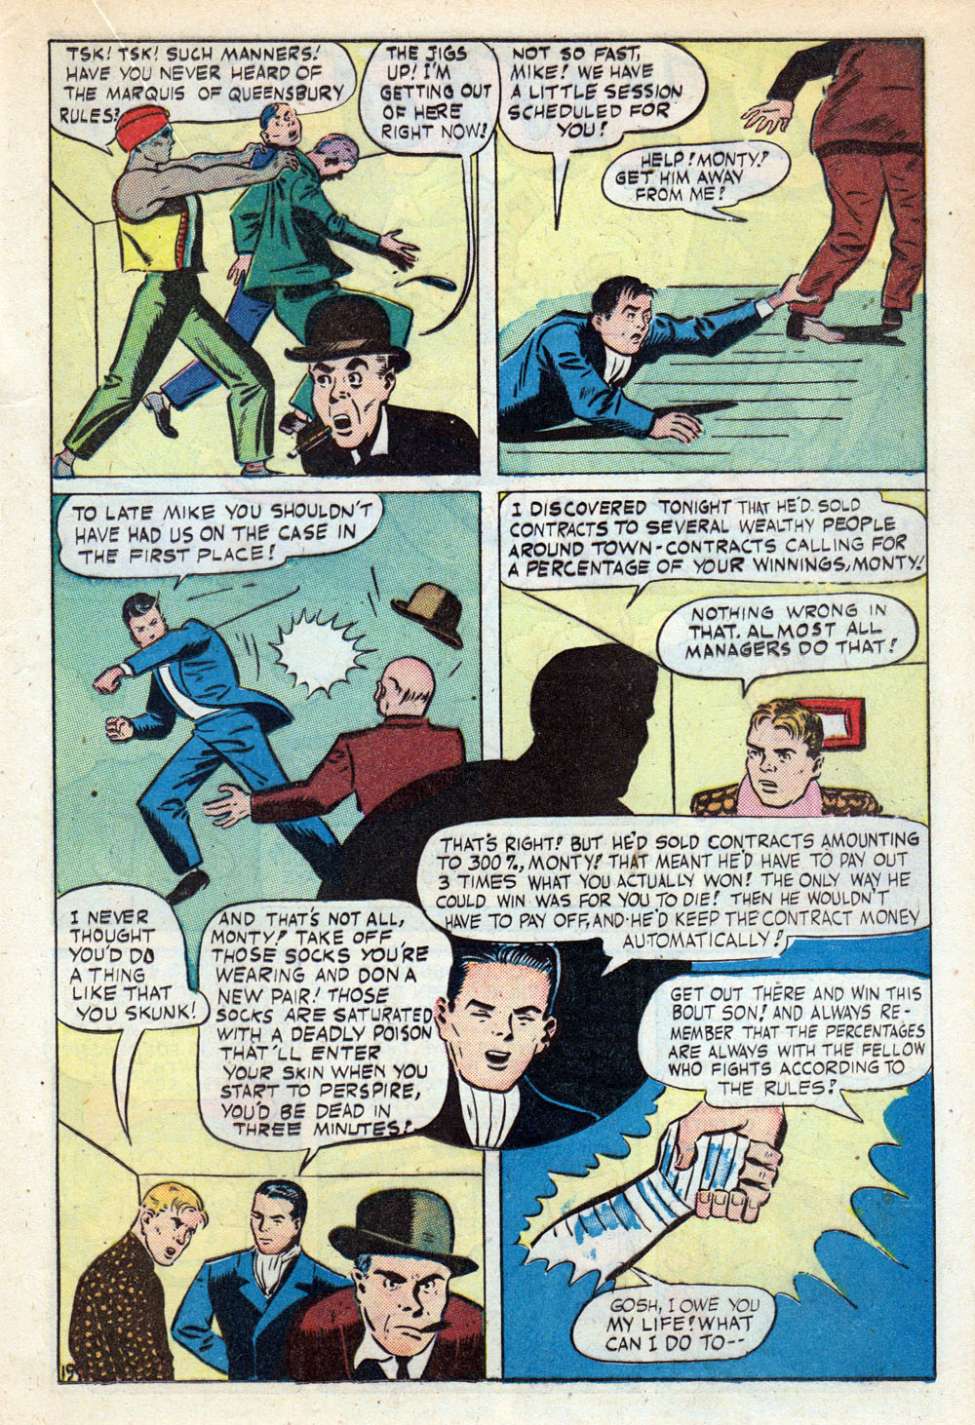 TSK! TSK! SUCH MANNERS!
HAVE YOU NEVER HEARD OF
THE MARQUIS OF QUEENSBURY
RULES?
THE JIGS
UP! I'M
GETTING OUT
OF HERE
RIGHT NOW!
NOT SO FAST,
MIKE! WE HAVE
A LITTLE SESSION
SCHEDULED FOR
YOU!
HELP! MONTY!
GET HIM AWAY
FROM ME!
TO LATE MIKE YOU SHOULDN'T
HAVE HAD US ON THE CASE IN
THE FIRST PLACE!
I DISCOVERED TONIGHT THAT HE'D SOLD
CONTRACTS TO SEVERAL WEALTHY PEOPLE
AROUND TOWN-CONTRACTS CALLING FOR
A PERCENTAGE OF YOUR WINNINGS, MONTY!
NOTHING WRONG IN
THAT. ALMOST ALL
MANAGERS DO THAT!
THAT'S RIGHT! BUT HE'D SOLD CONTRACTS AMOUNTING
TO 300%, MONTY! THAT MEANT HE'D HAVE TO PAY OUT
3 TIMES WHAT YOU ACTUALLY WON! THE ONLY WAY HE
COULD WIN WAS FOR YOU TO DIE! THEN HE WOULDN'T
HAVE TO PAY OFF, AND-HE'D KEEP THE CONTRACT MONEY
AUTOMATICALLY!
I NEVER
THOUGHT
YOU'D DO
A THING
LIKE THAT
YOU SKUNK!
AND THAT'S NOT ALL,
MONTY! TAKE OFF
THOSE SOCKS YOU'RE
WEARING AND DON A
NEW PAIR! THOSE
SOCKS ARE SATURATED
WITH A DEADLY POISON
THAT'LL ENTER
YOUR SKIN WHEN YOU
START TO PERSPIRE,
YOU'D BE DEAD IN
THREE MINUTES!
GET OUT THERE AND WIN THIS
BOUT SON! AND ALWAYS RE-
MEMBER THAT THE PERCENTAGES
ARE ALWAYS WITH THE FELLOW
WHO FIGHTS ACCORDING TO
THE RULES!
GOSH, I OWE YOU
MY LIFE! WHAT
CAN I DO TO--
19